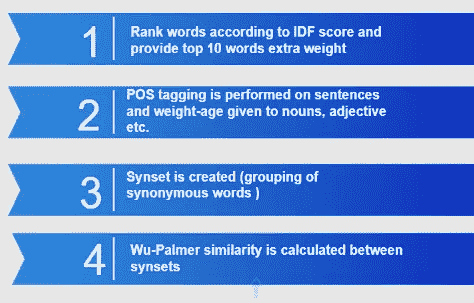 1
Rank words according to IDF score and
provide top 10 words extra weight
2
POS tagging is performed on sentences
and weight-age given to nouns, adjective
etc.
3
Synset is created (grouping of
synonymous words )
4
Wu-Palmer similarity is calculated between
synsets